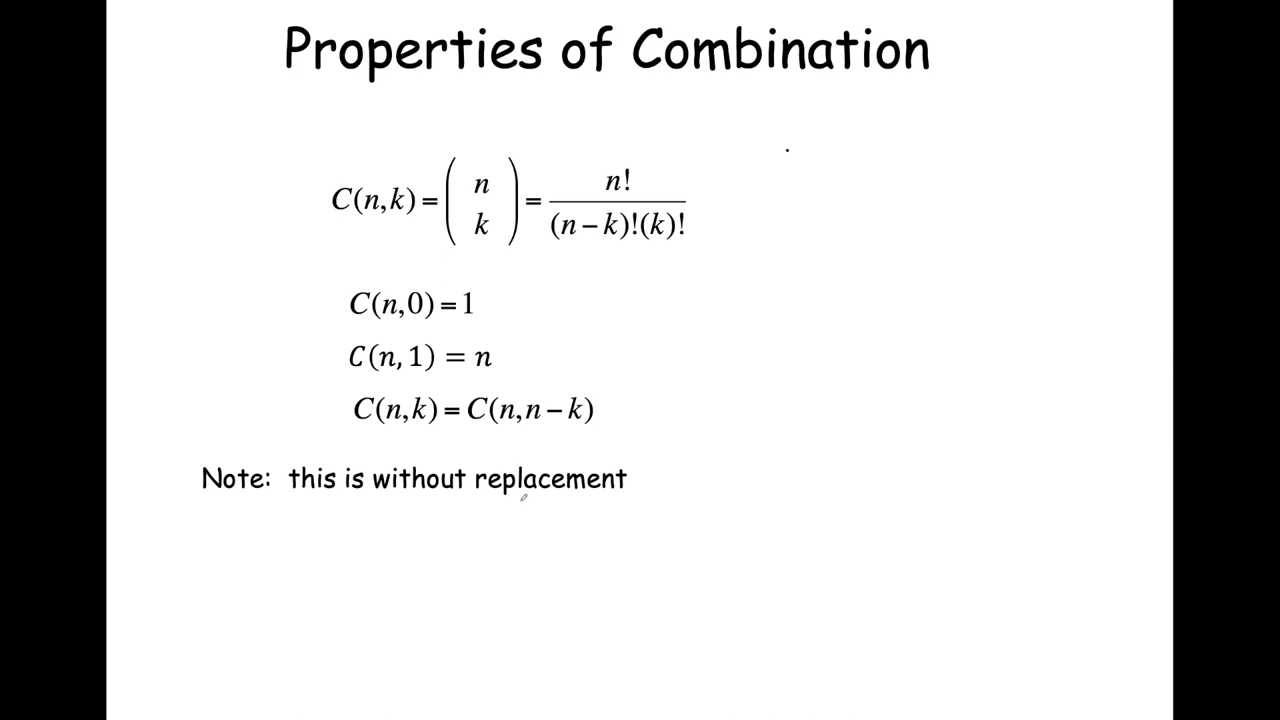 Properties of Combination
C(n,k) = ( n k ) = n! / (n − k)!(k)!
C(n,0) = 1
C(n, 1) = n
C(n,k) = C(n,n − k)
Note: this is without replacement